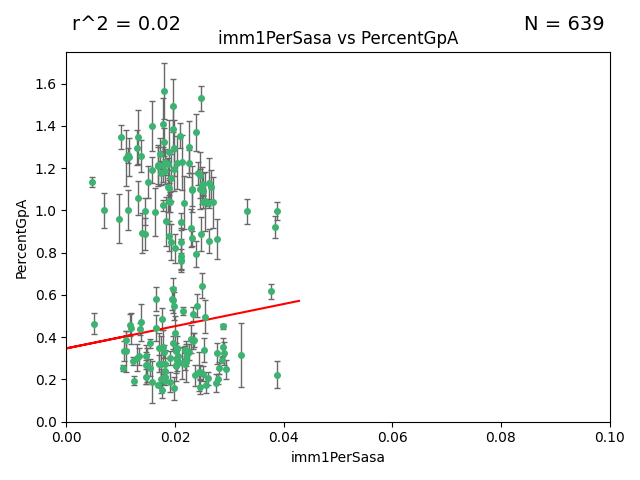 r^2 = 0.02
N = 639
imm1PerSasa vs PercentGpA
PercentGpA
1.6
1.4
1.2
1.0
0.8
0.6
0.4
0.2
0.0
0.00 0.02 0.04 0.06 0.08 0.10
imm1PerSasa